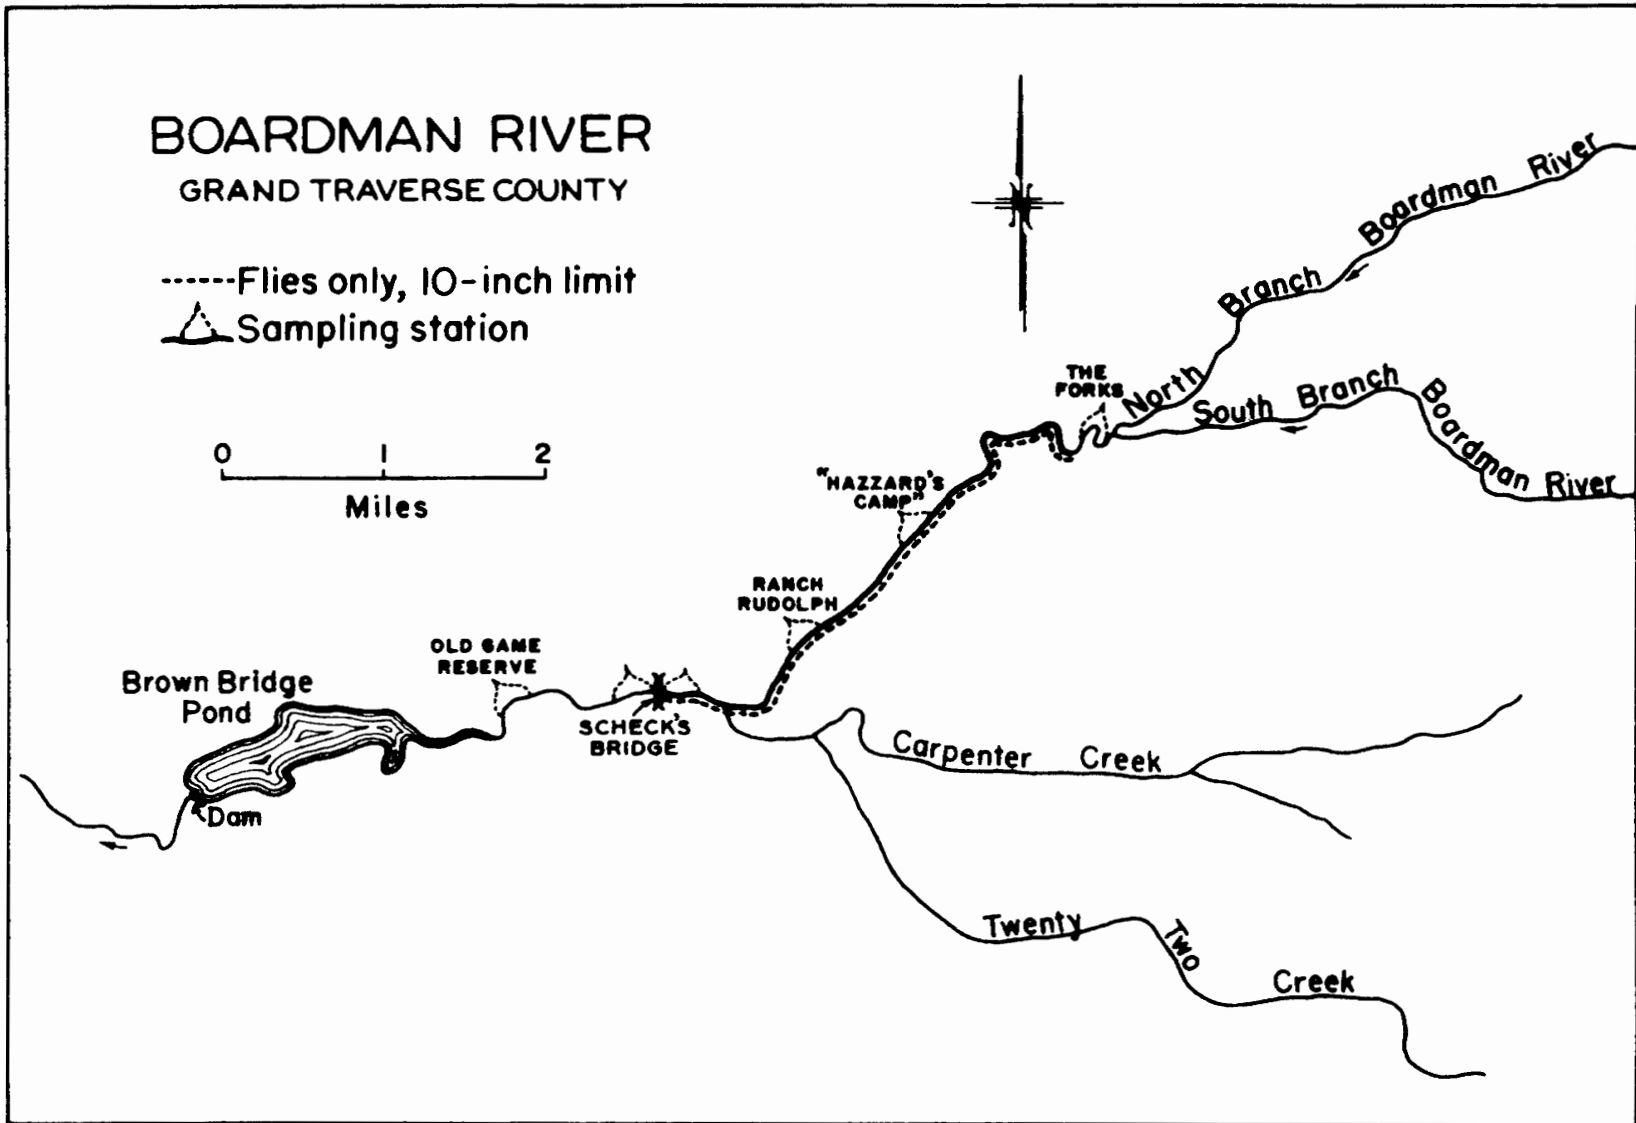 BOARDMAN RIVER
GRAND TRAVERSE COUNTY
Flies only, 10-inch limit
Sampling station
0 1 2
Miles
North Branch Boardman River
South Branch Boardman River
THE
FORKS
"HAZZARD'S
CAMP"
RANCH
RUDOLPH
OLD GAME
RESERVE
SCHECK'S
BRIDGE
Brown Bridge
Pond
Dam
Carpenter Creek
Twenty Two Creek